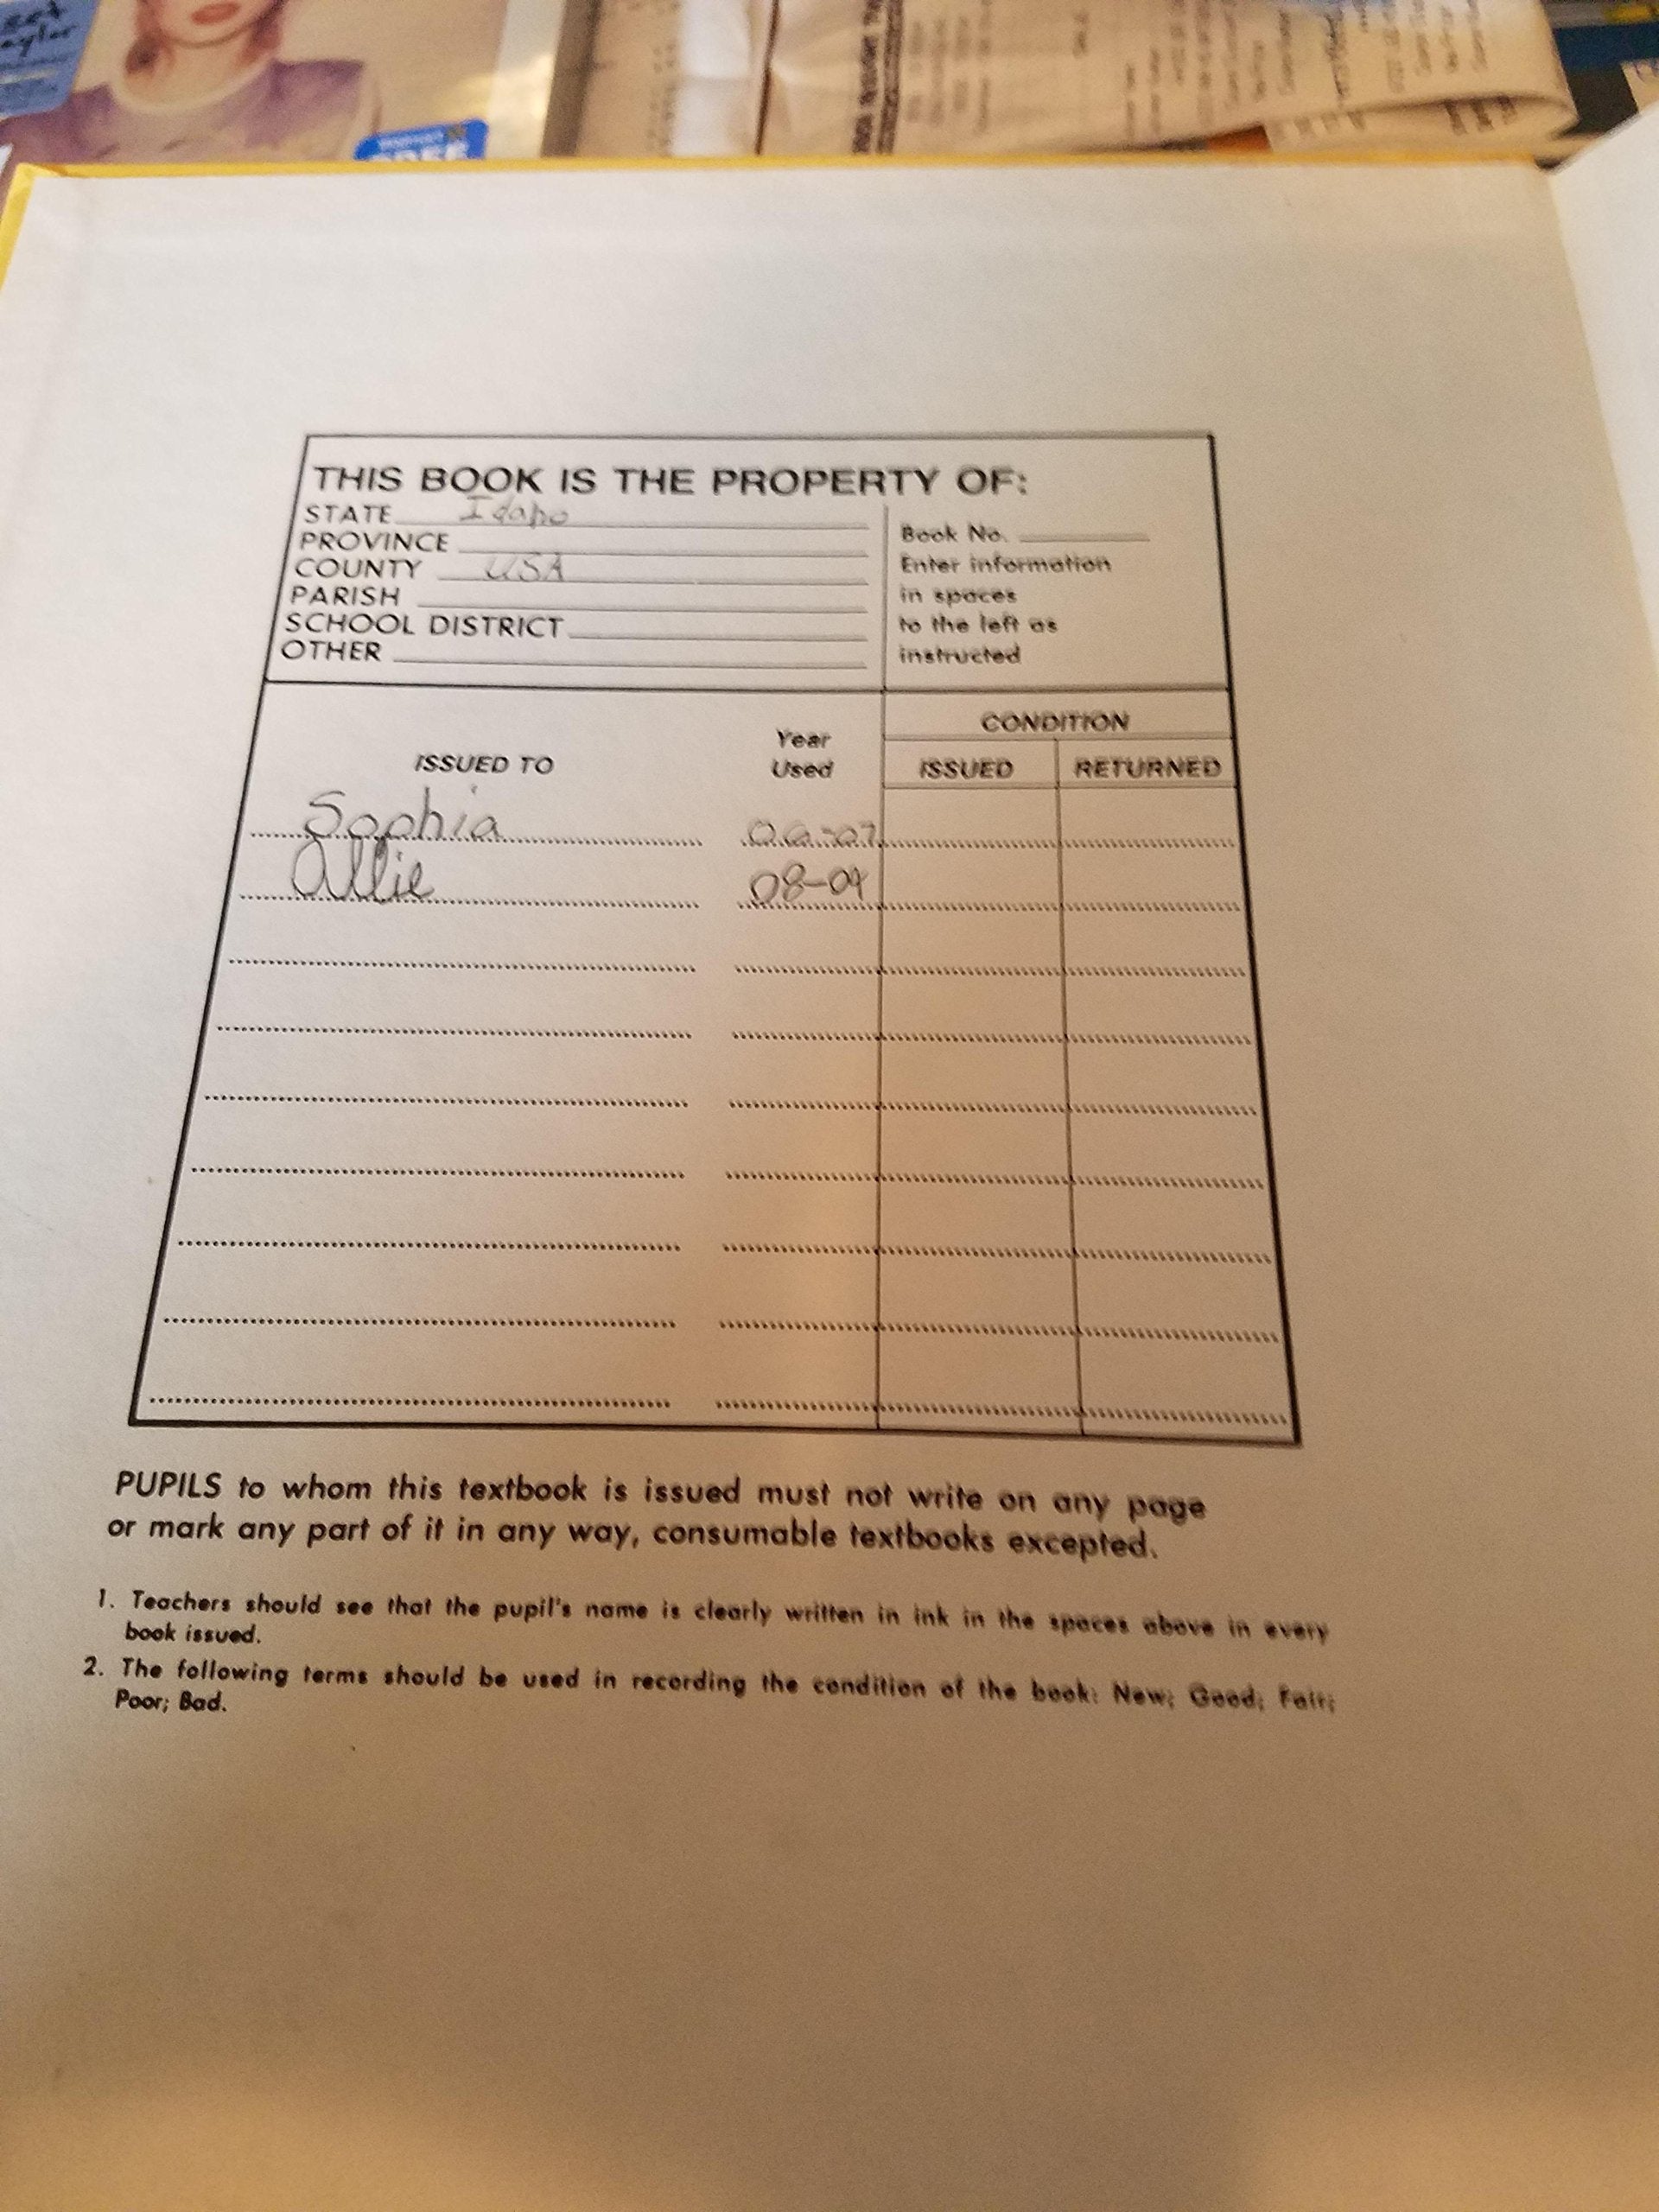 THIS BOOK IS THE PROPERTY OF:
STATE Idaho
PROVINCE
COUNTY USA
PARISH
SCHOOL DISTRICT
OTHER
Book No.
Enter information
in spaces
to the left as
instructed
ISSUED TO
Year
Used
CONDITION
ISSUED RETURNED
Sophia
Allie 08-09
PUPILS to whom this textbook is issued must not write on any page
or mark any part of it in any way, consumable textbooks excepted.
1. Teachers should see that the pupil's name is clearly written in ink in the spaces above in every
book issued.
2. The following terms should be used in recording the condition of the book: New; Good; Fair;
Poor; Bad.